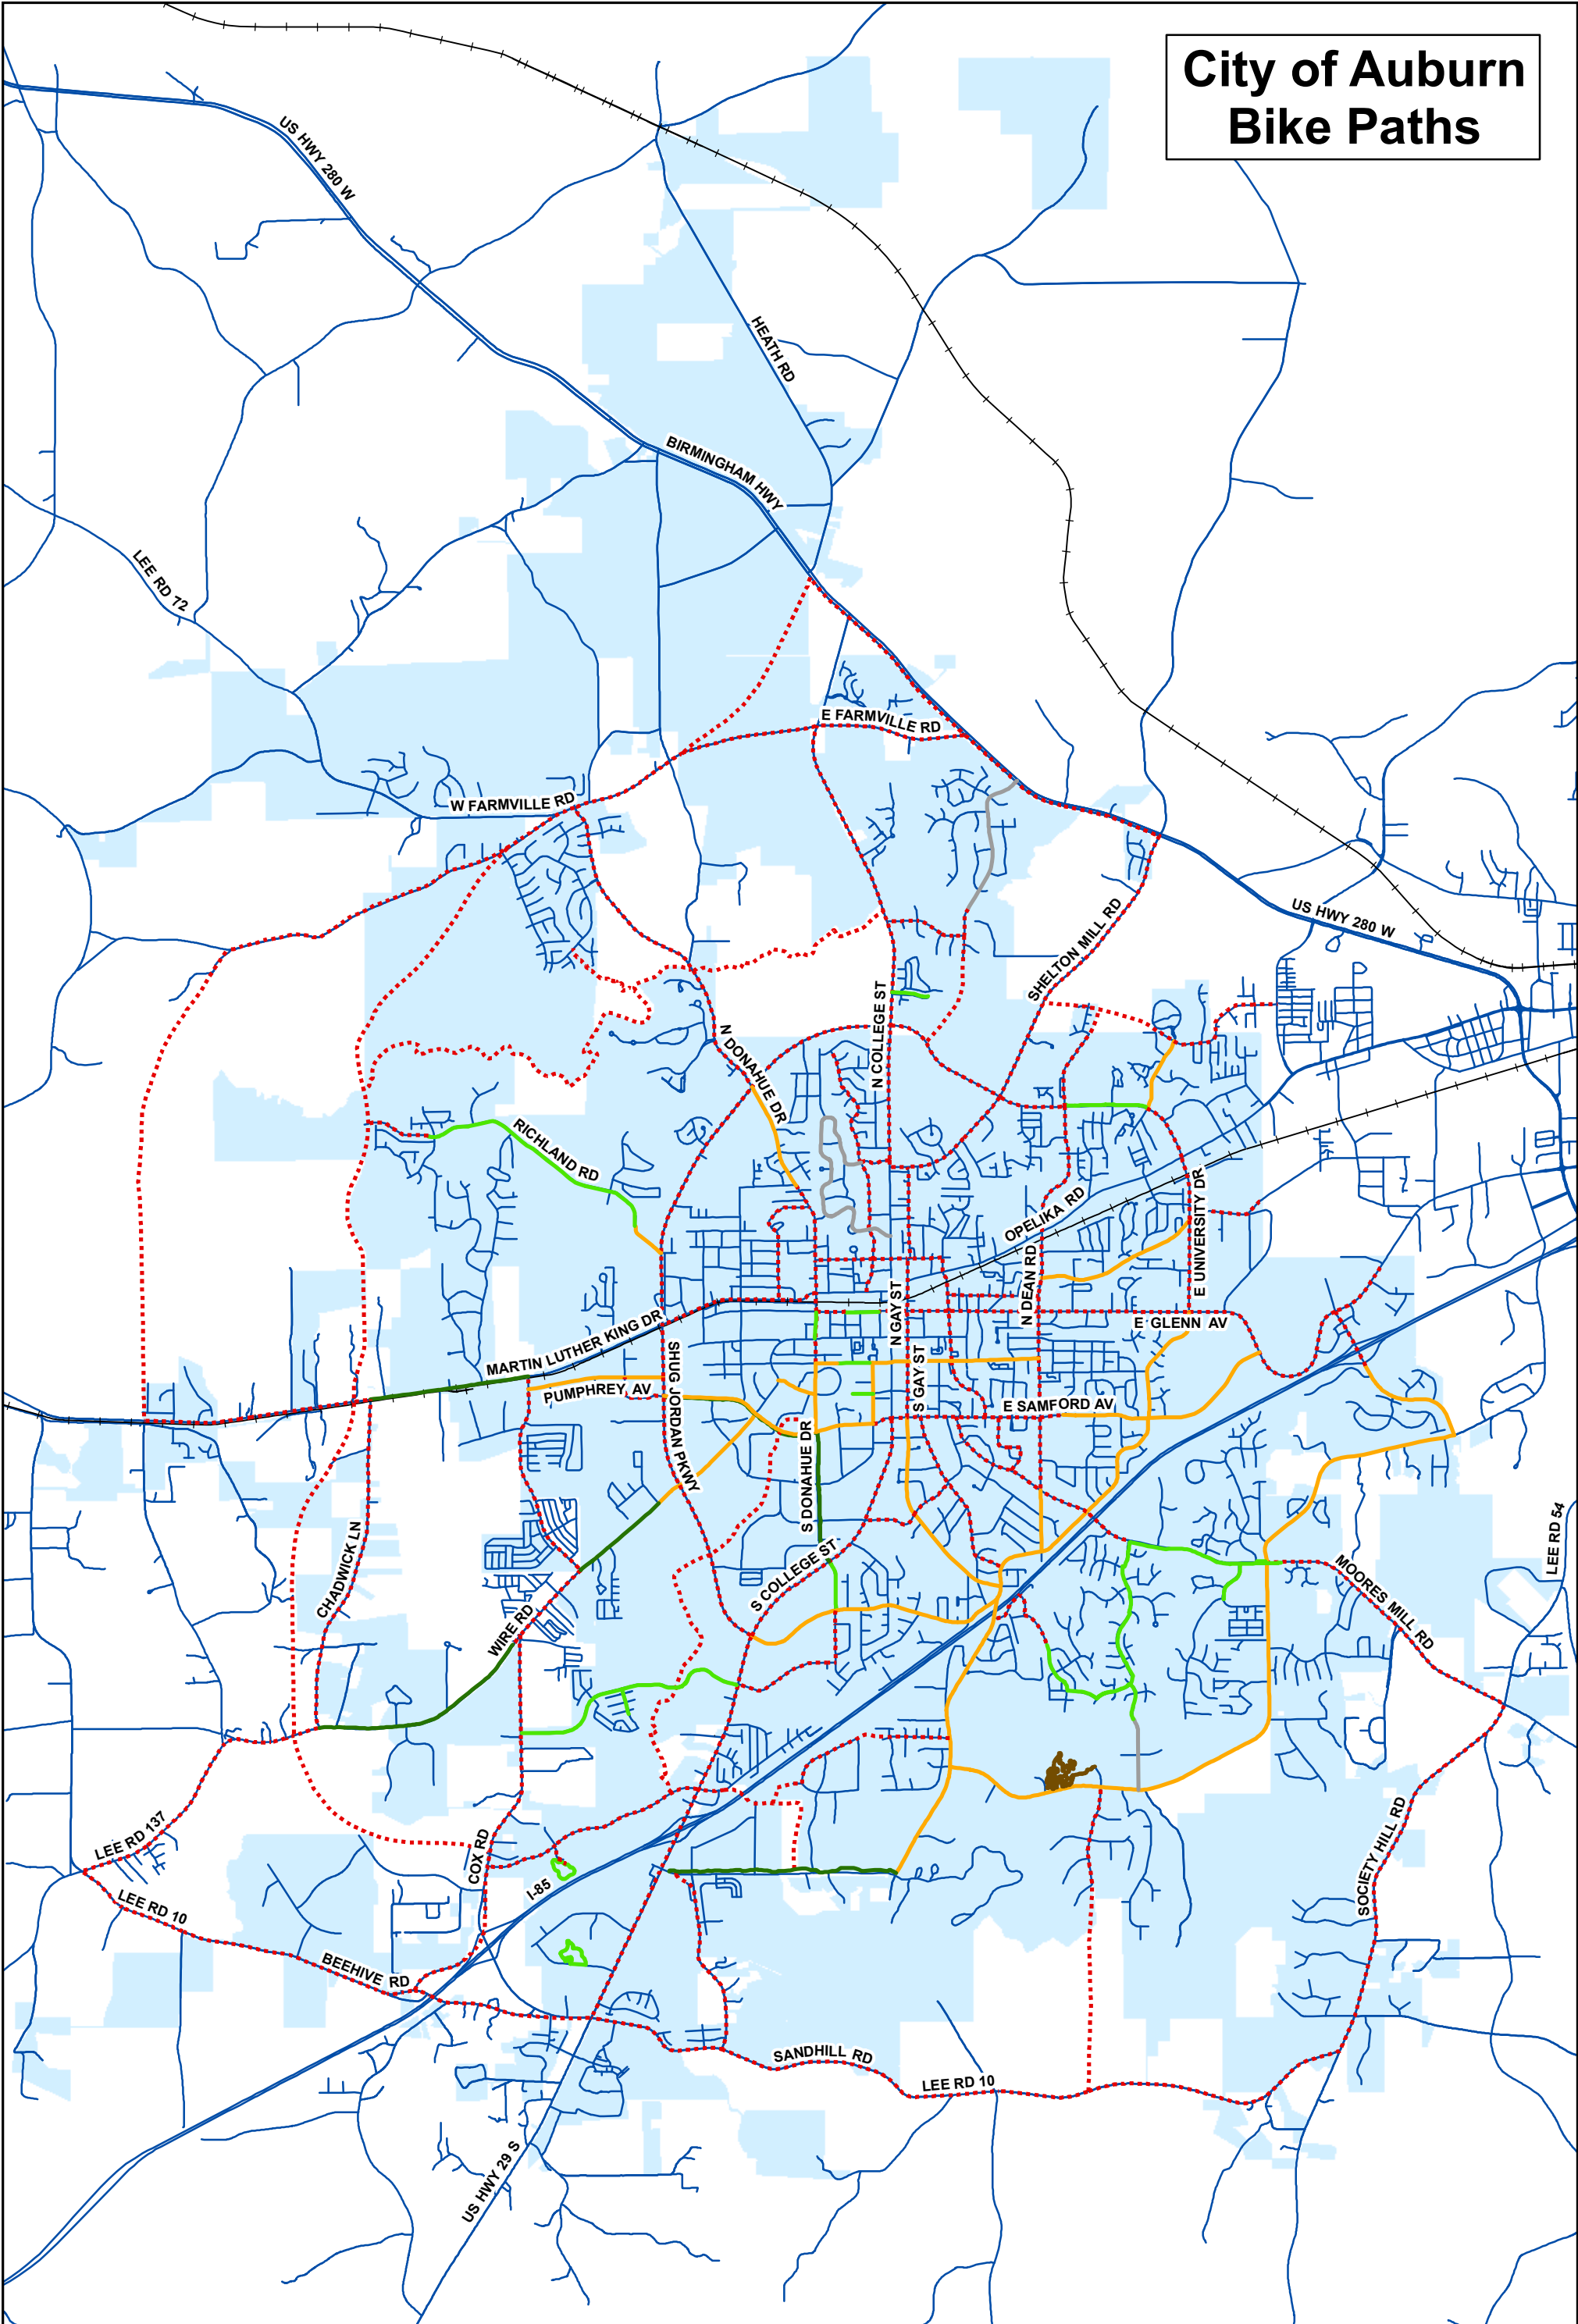 City of Auburn
Bike Paths
US HWY 280 W
HEATH RD
BIRMINGHAM HWY
LEE RD 72
E FARMVILLE RD
W FARMVILLE RD
US HWY 280 W
SHELTON MILL RD
N COLLEGE ST
N DONAHUE DR
RICHLAND RD
OPELIKA RD
E UNIVERSITY DR
N DEAN RD
N GAY ST
E GLENN AV
MARTIN LUTHER KING DR
SHUG JORDAN PKWY
S GAY ST
PUMPHREY AV
E SAMFORD AV
S DONAHUE DR
LEE RD 54
CHADWICK LN
S COLLEGE ST
MOORES MILL RD
WIRE RD
LEE RD 137
SOCIETY HILL RD
COX RD
I-85
LEE RD 10
BEEHIVE RD
SANDHILL RD
LEE RD 10
US HWY 29 S